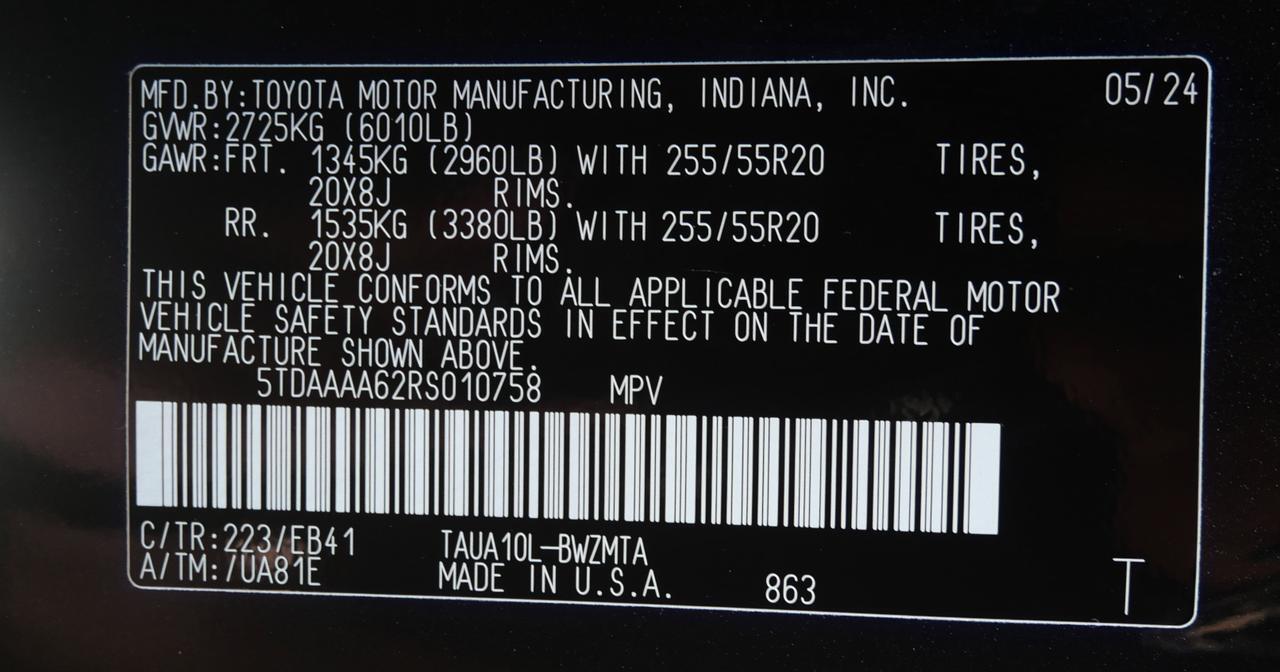 MFD.BY:TOYOTA MOTOR MANUFACTURING, INDIANA, INC. 05/24
GVWR:2725KG (6010LB)
GAWR:FRT. 1345KG (2960LB) WITH 255/55R20 TIRES,
20X8J RIMS.
RR. 1535KG (3380LB) WITH 255/55R20 TIRES,
20X8J RIMS.
THIS VEHICLE CONFORMS TO ALL APPLICABLE FEDERAL MOTOR
VEHICLE SAFETY STANDARDS IN EFFECT ON THE DATE OF
MANUFACTURE SHOWN ABOVE.
5TDAAAA62RS010758 MPV
C/TR:223/EB41 TAUA10L-BWZMTA
A/TM:/UA81E MADE IN U.S.A. 863 T